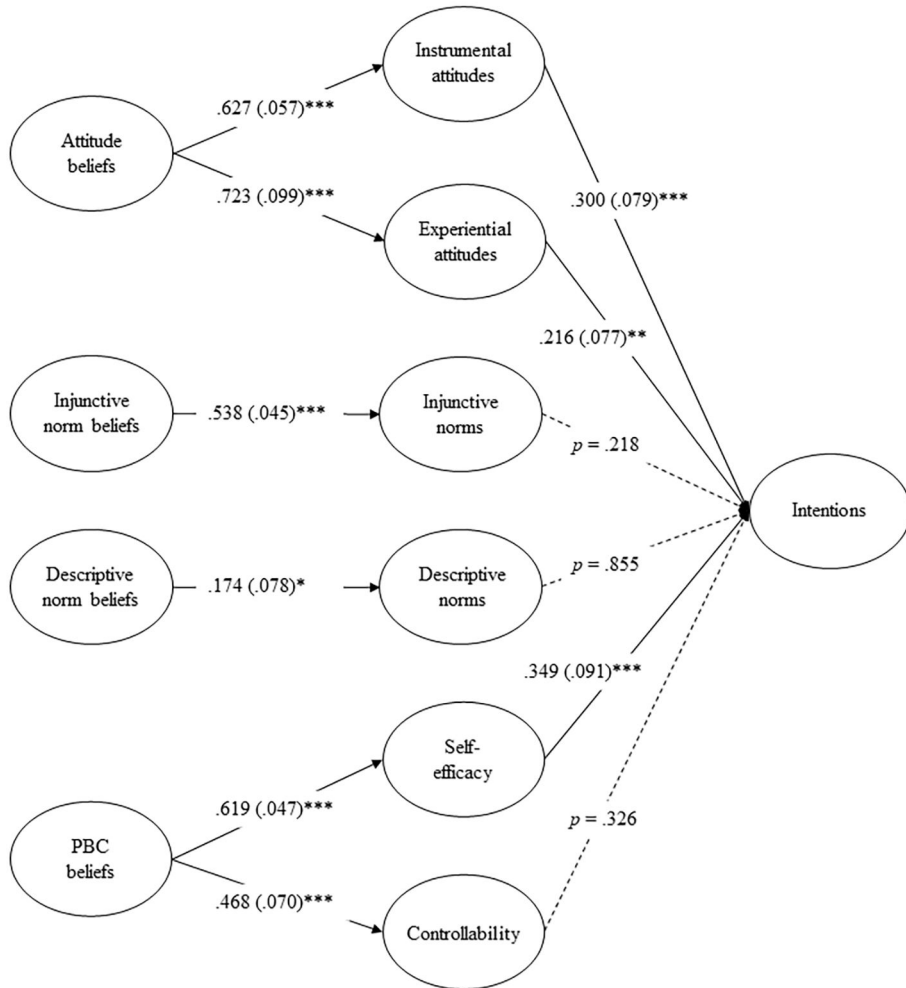 Instrumental
attitudes
.627 (.057)***
Attitude
beliefs
.723 (.099)***
.300 (.079)***
Experiential
attitudes
.216 (.077)**
Injunctive
norm beliefs
.538 (.045)***
Injunctive
norms
p = .218
Intentions
Descriptive
norm beliefs
.174 (.078)*
Descriptive
norms
p = .855
.349 (.091)***
Self-
efficacy
.619 (.047)***
p = .326
PBC
beliefs
.468 (.070)***
Controllability